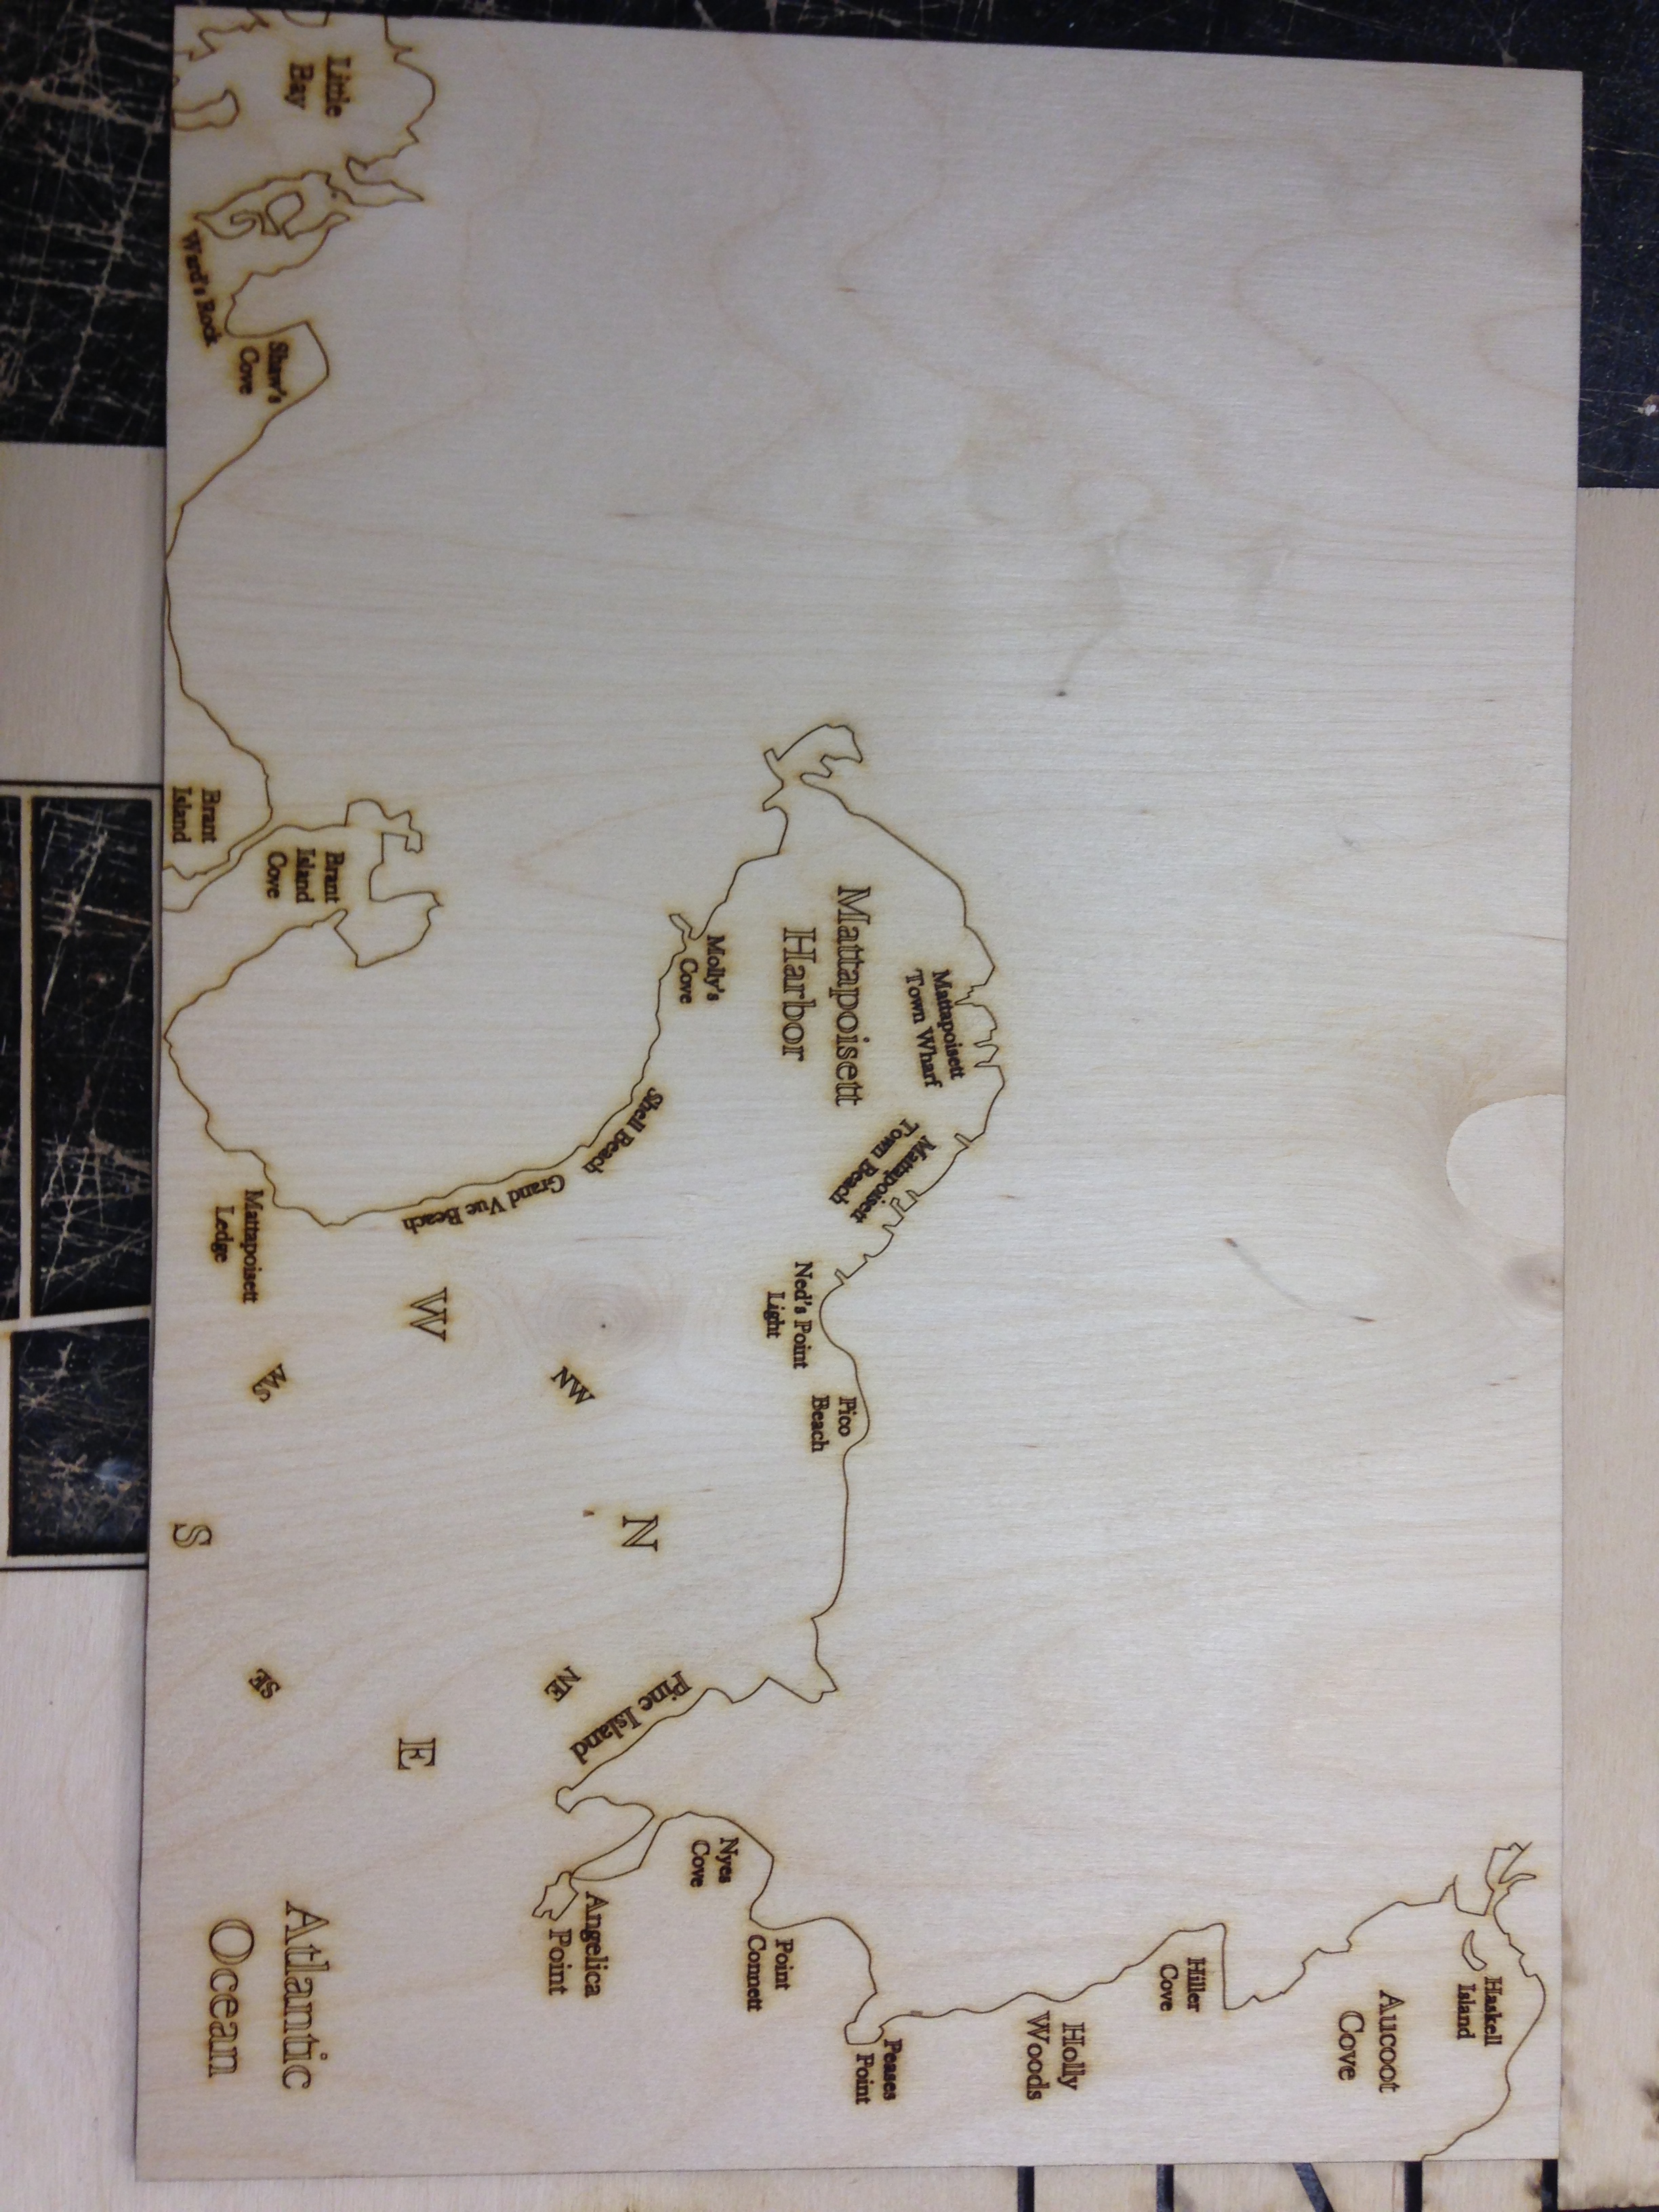 Haskell
Island
Aucoot
Cove
Hiller
Cove
Holly
Woods
Mattapoisett
Town Wharf
Mattapoisett
Town Beach
Mattapoisett
Harbor
Peases
Point
Pico
Beach
Ned's Point
Light
Point
Connett
Molly's
Cove
Nyes
Cove
Pine Island
Shell Beach
Grand Vue Beach
N
NW
NE
Angelica
Point
W
E
Little
Bay
Brant
Island
Cove
Atlantic
Ocean
Shaw's
Cove
Mattapoisett
Ledge
SE
Ward's Rock
Brant
Island
S